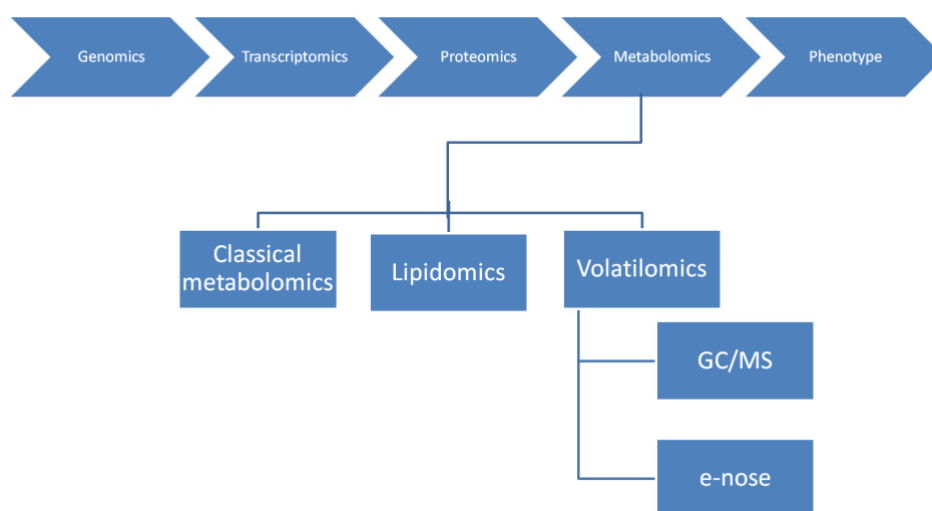 Genomics
Transcriptomics
Proteomics
Metabolomics
Phenotype
Classical
metabolomics
Lipidomics
Volatilomics
GC/MS
e-nose